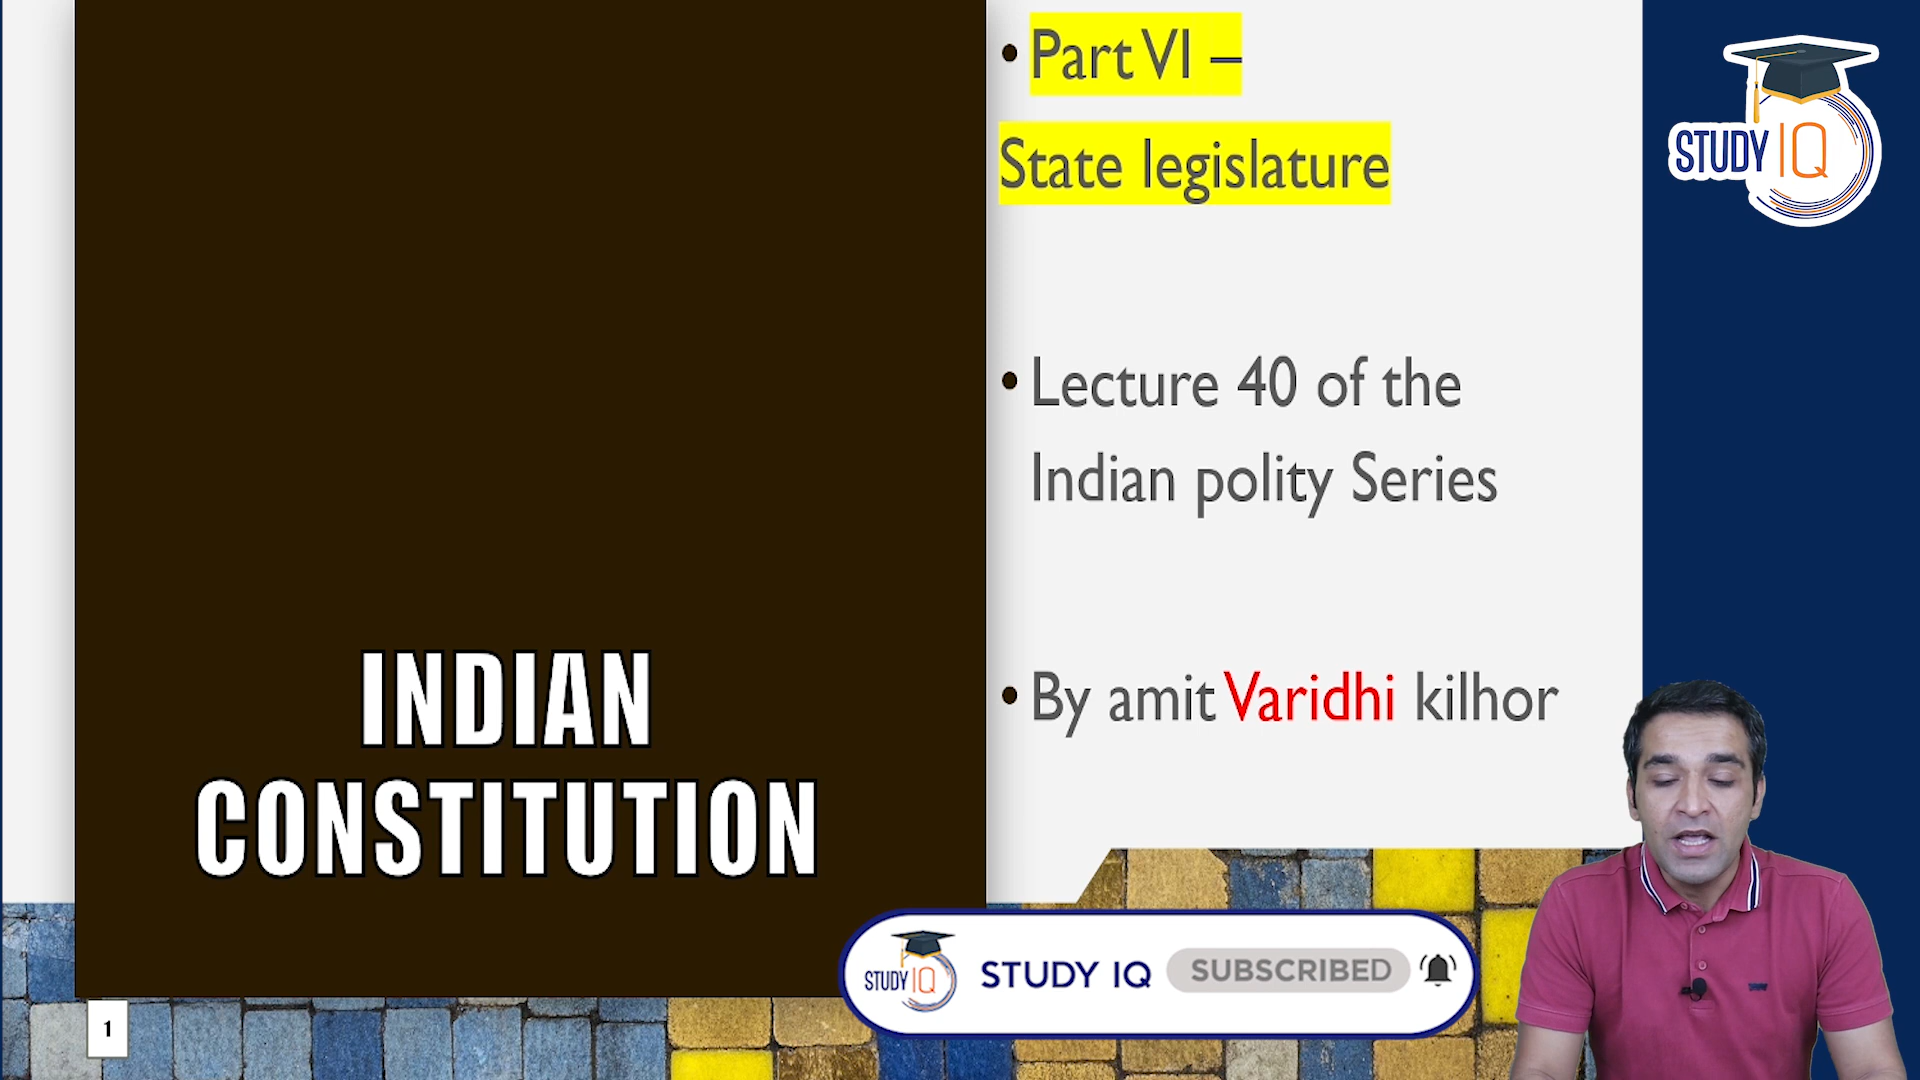 • Part VI –
State legislature
STUDY IQ
• Lecture 40 of the
Indian polity Series
• By amit Varidhi kilhor
INDIAN
CONSTITUTION
STUDY IQ STUDY IQ SUBSCRIBED
1